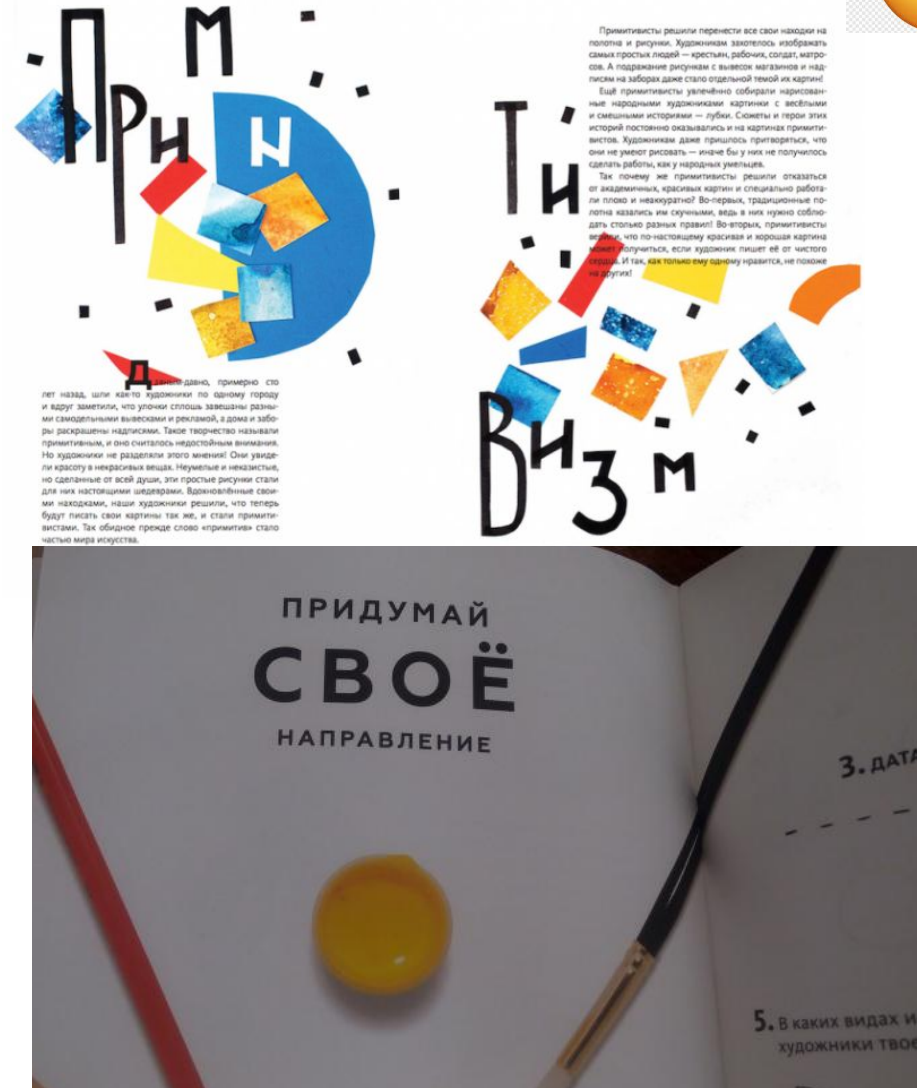 ПРИМ
ИН
ТИ
ВИЗМ
Давным-давно, примерно сто
лет назад, шли как-то художники по одному городу
и вдруг заметили, что улочки сплошь завешаны разны-
ми самодельными вывесками и рекламой, а дома и забо-
ры раскрашены надписями. Такое творчество называли
примитивным, и оно считалось недостойным внимания.
Но художники не разделяли этого мнения! Они увиде-
ли красоту в некрасивых вещах. Неумелые и неказистые,
но сделанные от всей души, эти простые рисунки стали
для них настоящими шедеврами. Вдохновлённые свои-
ми находками, наши художники решили, что теперь
будут писать свои картины так же, и стали примити-
вистами. Так обидное прежде слово «примитив» стало
частью мира искусства.
Примитивисты решили перенести все свои находки на
полотна и рисунки. Художникам захотелось изображать
самых простых людей — крестьян, рабочих, солдат, матро-
сов. А подражание рисункам с вывесок магазинов и над-
писям на заборах даже стало отдельной темой их картин!
Ещё примитивисты увлечённо собирали нарисован-
ные народными художниками картинки с весёлыми
и смешными историями — лубки. Сюжеты и герои этих
историй постоянно оказывались и на картинах примити-
вистов. Художникам даже пришлось притворяться, что
они не умеют рисовать — иначе бы у них не получилось
сделать работы, как у народных умельцев.
Так почему же примитивисты решили отказаться
от академичных, красивых картин и специально работа-
ли плохо и неаккуратно? Во-первых, традиционные по-
лотна казались им скучными, ведь в них нужно соблю-
дать столько разных правил! Во-вторых, примитивисты
верили, что по-настоящему красивая и хорошая картина
может получиться, если художник пишет её от чистого
сердца. И так, как только ему одному нравится, не похоже
на других!
ПРИДУМАЙ
СВОЁ
НАПРАВЛЕНИЕ
3. ДАТА
5. В каких видах и
художники твое